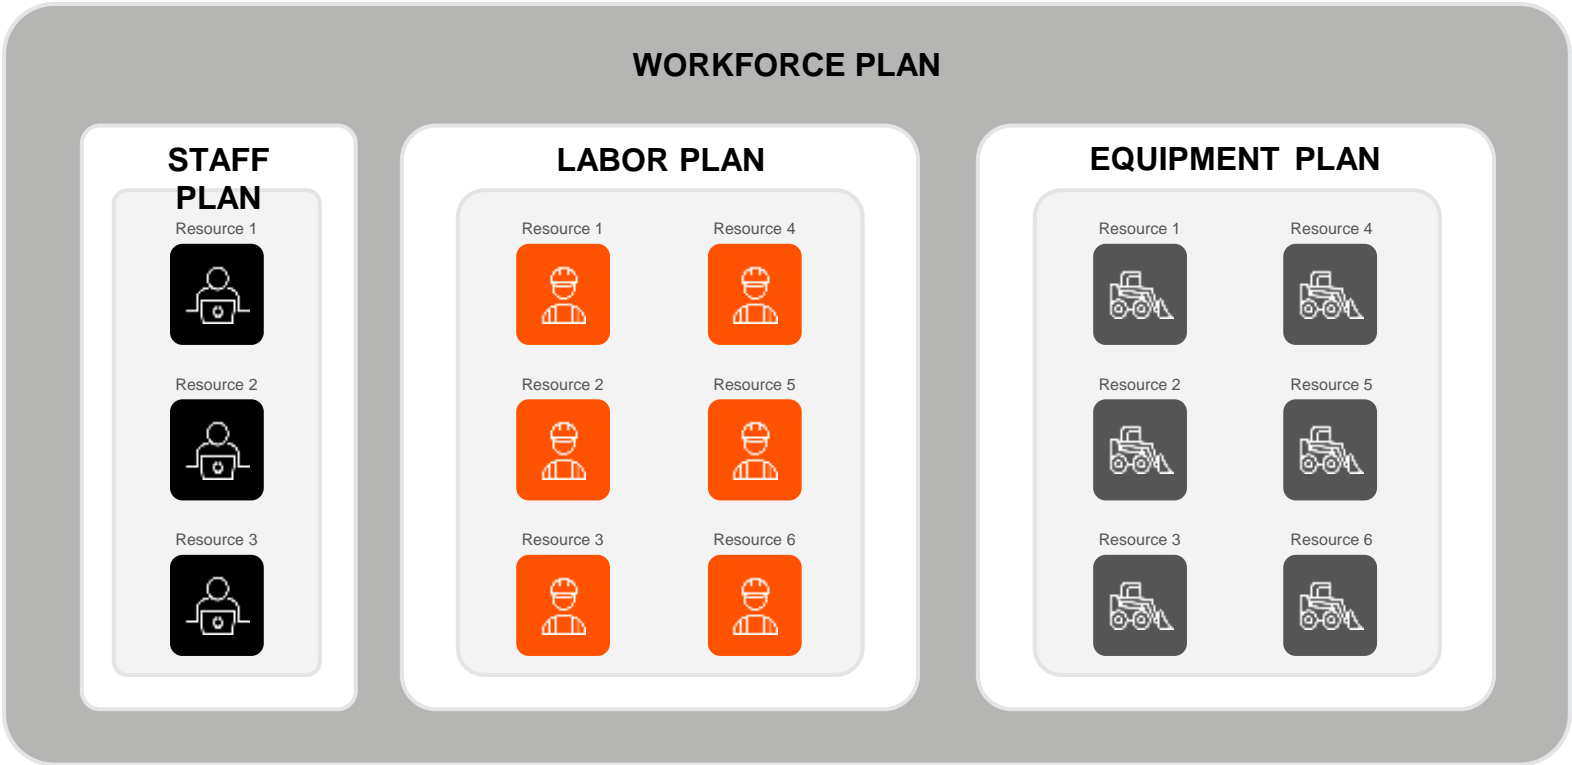 WORKFORCE PLAN
STAFF
PLAN
Resource 1
Resource 2
Resource 3
LABOR PLAN
Resource 1
Resource 4
Resource 2
Resource 5
Resource 3
Resource 6
EQUIPMENT PLAN
Resource 1
Resource 4
Resource 2
Resource 5
Resource 3
Resource 6